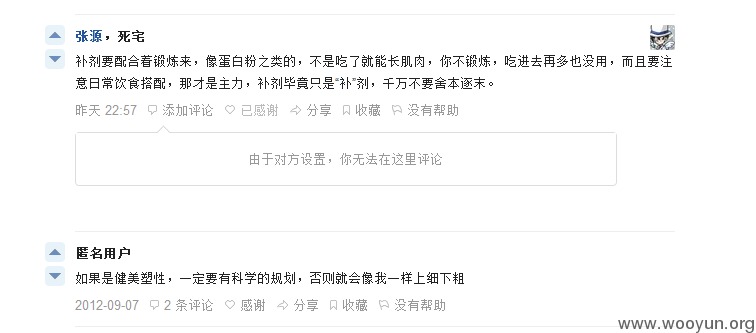 张源，死宅
补剂要配合着锻炼来，像蛋白粉之类的，不是吃了就能长肌肉，你不锻炼，吃进去再多也没用，而且要注
意日常饮食搭配，那才是主力，补剂毕竟只是“补”剂，千万不要舍本逐末。
昨天 22:57 添加评论 已感谢 分享 收藏 没有帮助
由于对方设置，你无法在这里评论
匿名用户
如果是健美塑性，一定要有科学的规划，否则就会像我一样上细下粗
2012-09-07 2 条评论 感谢 分享 收藏 没有帮助
www.wooyun.org